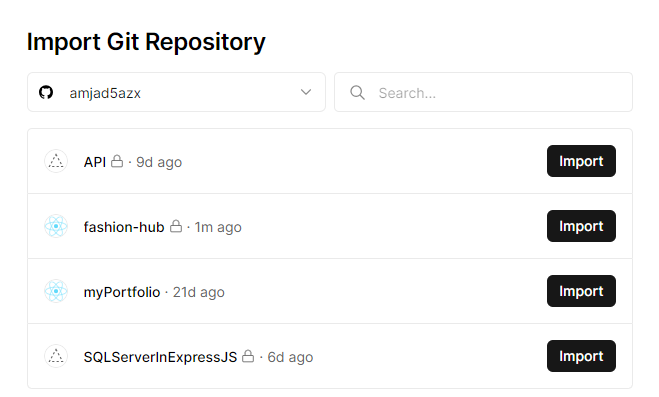 Import Git Repository
amjad5azx
Search...
API · 9d ago Import
fashion-hub · 1m ago Import
myPortfolio · 21d ago Import
SQLServerInExpressJS · 6d ago Import